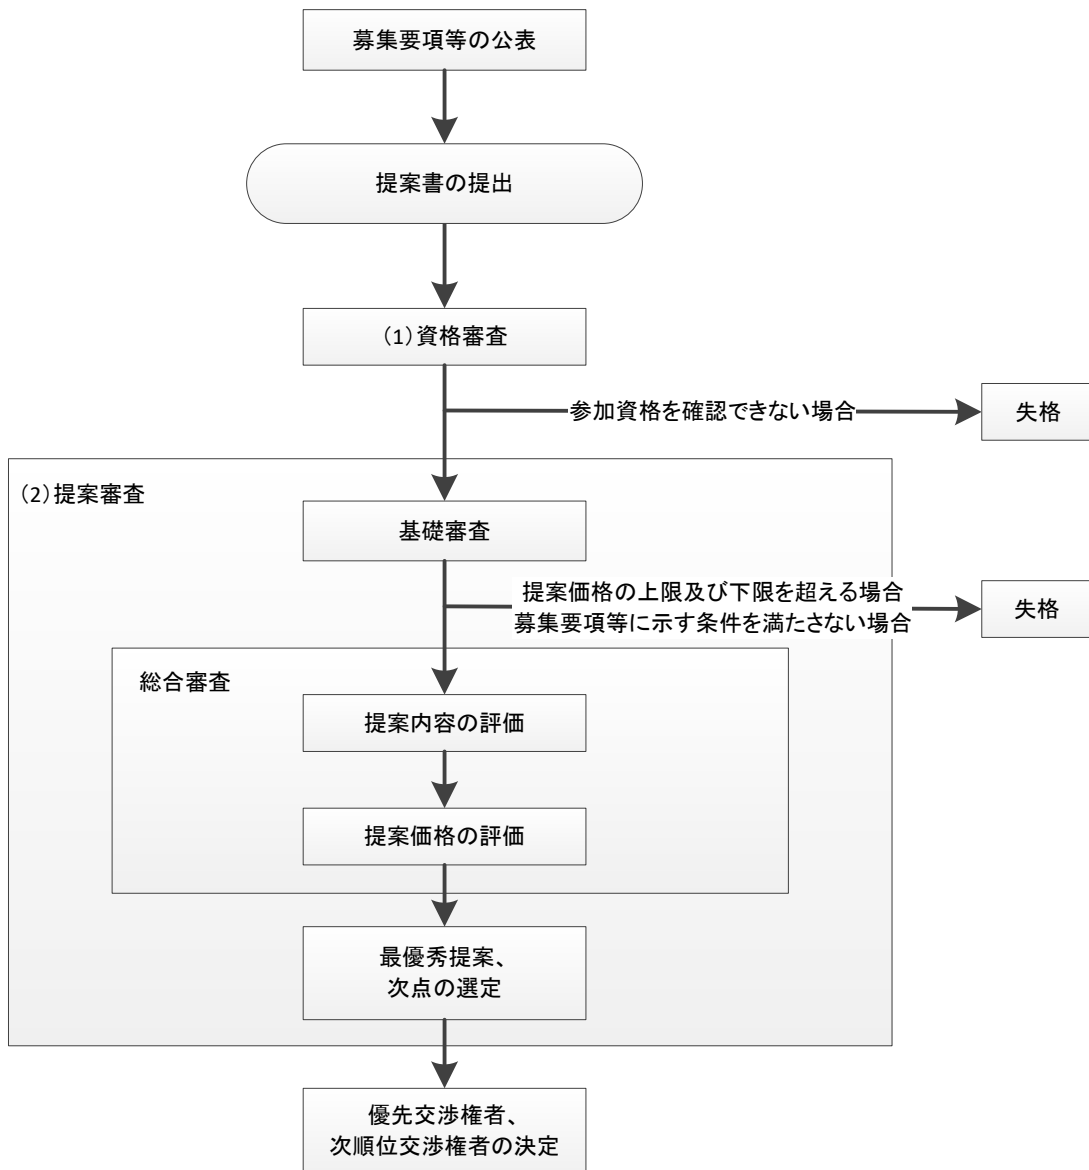 募集要項等の公表
提案書の提出
(1)資格審査
参加資格を確認できない場合
失格
(2)提案審査
基礎審査
提案価格の上限及び下限を超える場合
募集要項等に示す条件を満たさない場合
失格
総合審査
提案内容の評価
提案価格の評価
最優秀提案、
次点の選定
優先交渉権者、
次順位交渉権者の決定